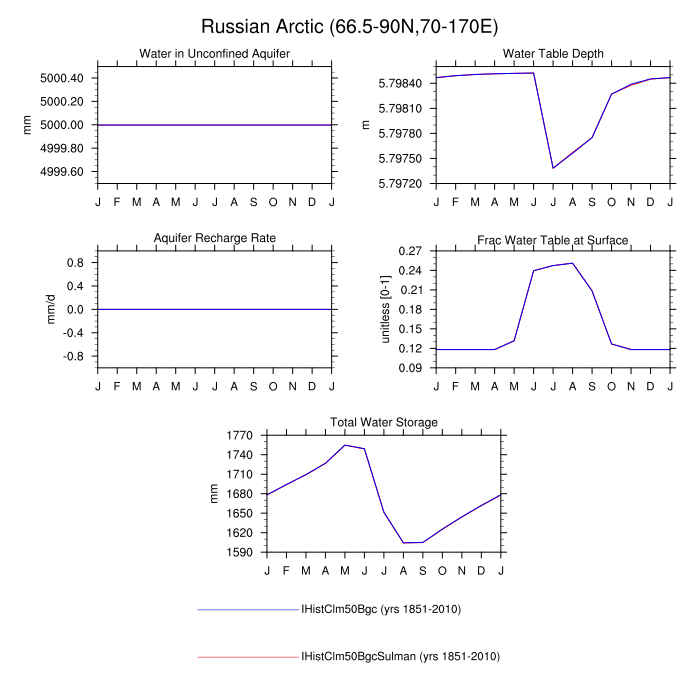 Russian Arctic (66.5-90N,70-170E)
Water in Unconfined Aquifer
5000.40
5000.20
5000.00
4999.80
4999.60
mm
J F M A M J J A S O N D J
Water Table Depth
5.79840
5.79810
5.79780
5.79750
5.79720
m
J F M A M J J A S O N D J
Aquifer Recharge Rate
0.8
0.4
0.0
-0.4
-0.8
mm/d
J F M A M J J A S O N D J
Frac Water Table at Surface
0.27
0.24
0.21
0.18
0.15
0.12
0.09
unitless [0-1]
J F M A M J J A S O N D J
Total Water Storage
1770
1740
1710
1680
1650
1620
1590
mm
J F M A M J J A S O N D J
IHistClm50Bgc (yrs 1851-2010)
IHistClm50BgcSulman (yrs 1851-2010)